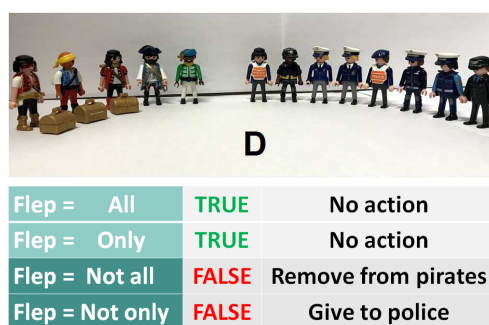 D
Flep = All TRUE No action
Flep = Only TRUE No action
Flep = Not all FALSE Remove from pirates
Flep = Not only FALSE Give to police